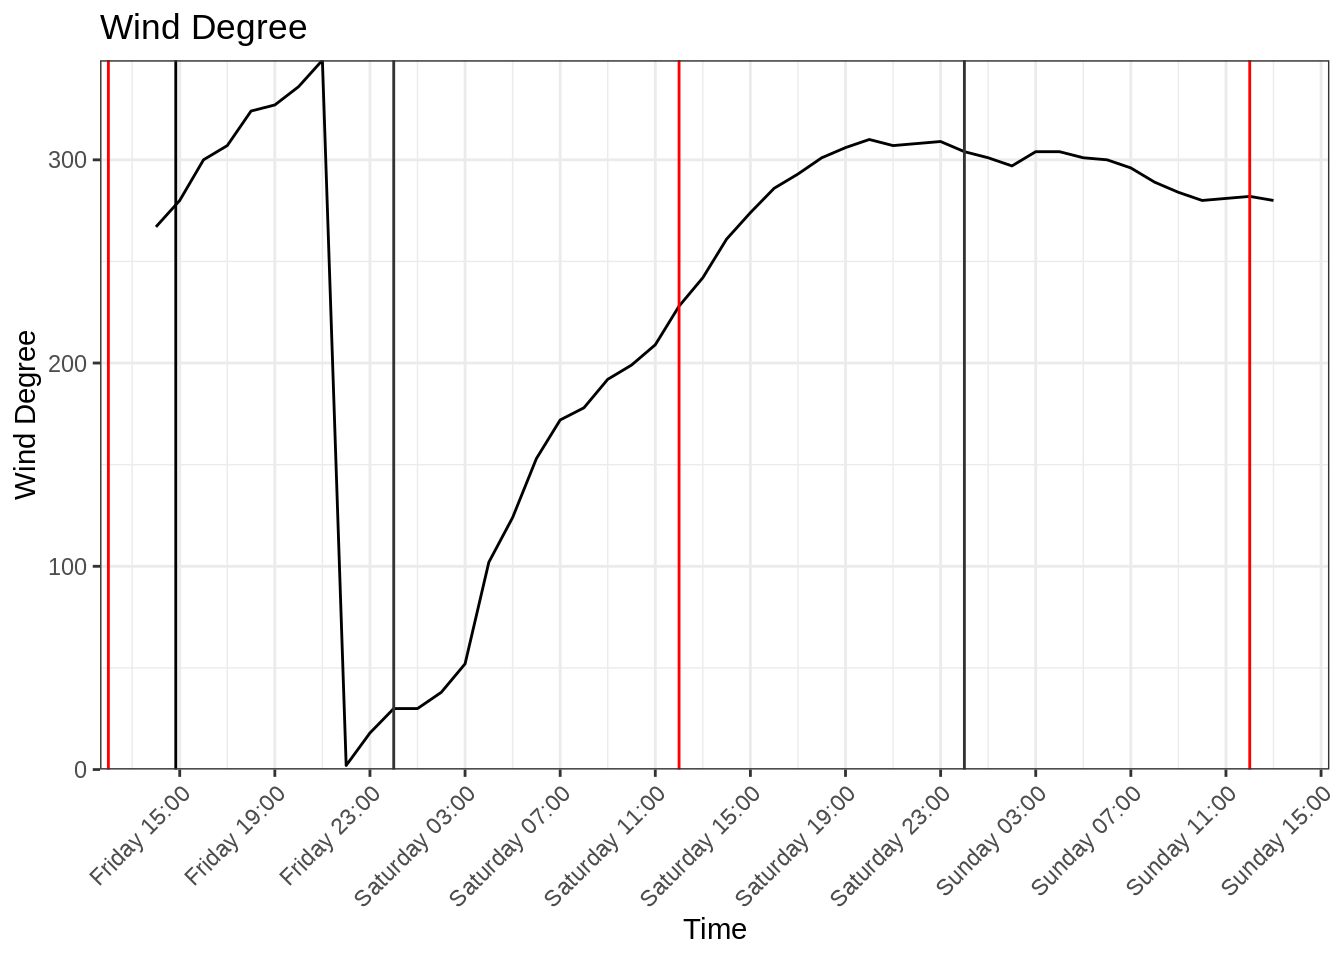 Wind Degree
Wind Degree
300
200
100
0
Friday 15:00
Friday 19:00
Friday 23:00
Saturday 03:00
Saturday 07:00
Saturday 11:00
Saturday 15:00
Saturday 19:00
Saturday 23:00
Sunday 03:00
Sunday 07:00
Sunday 11:00
Sunday 15:00
Time